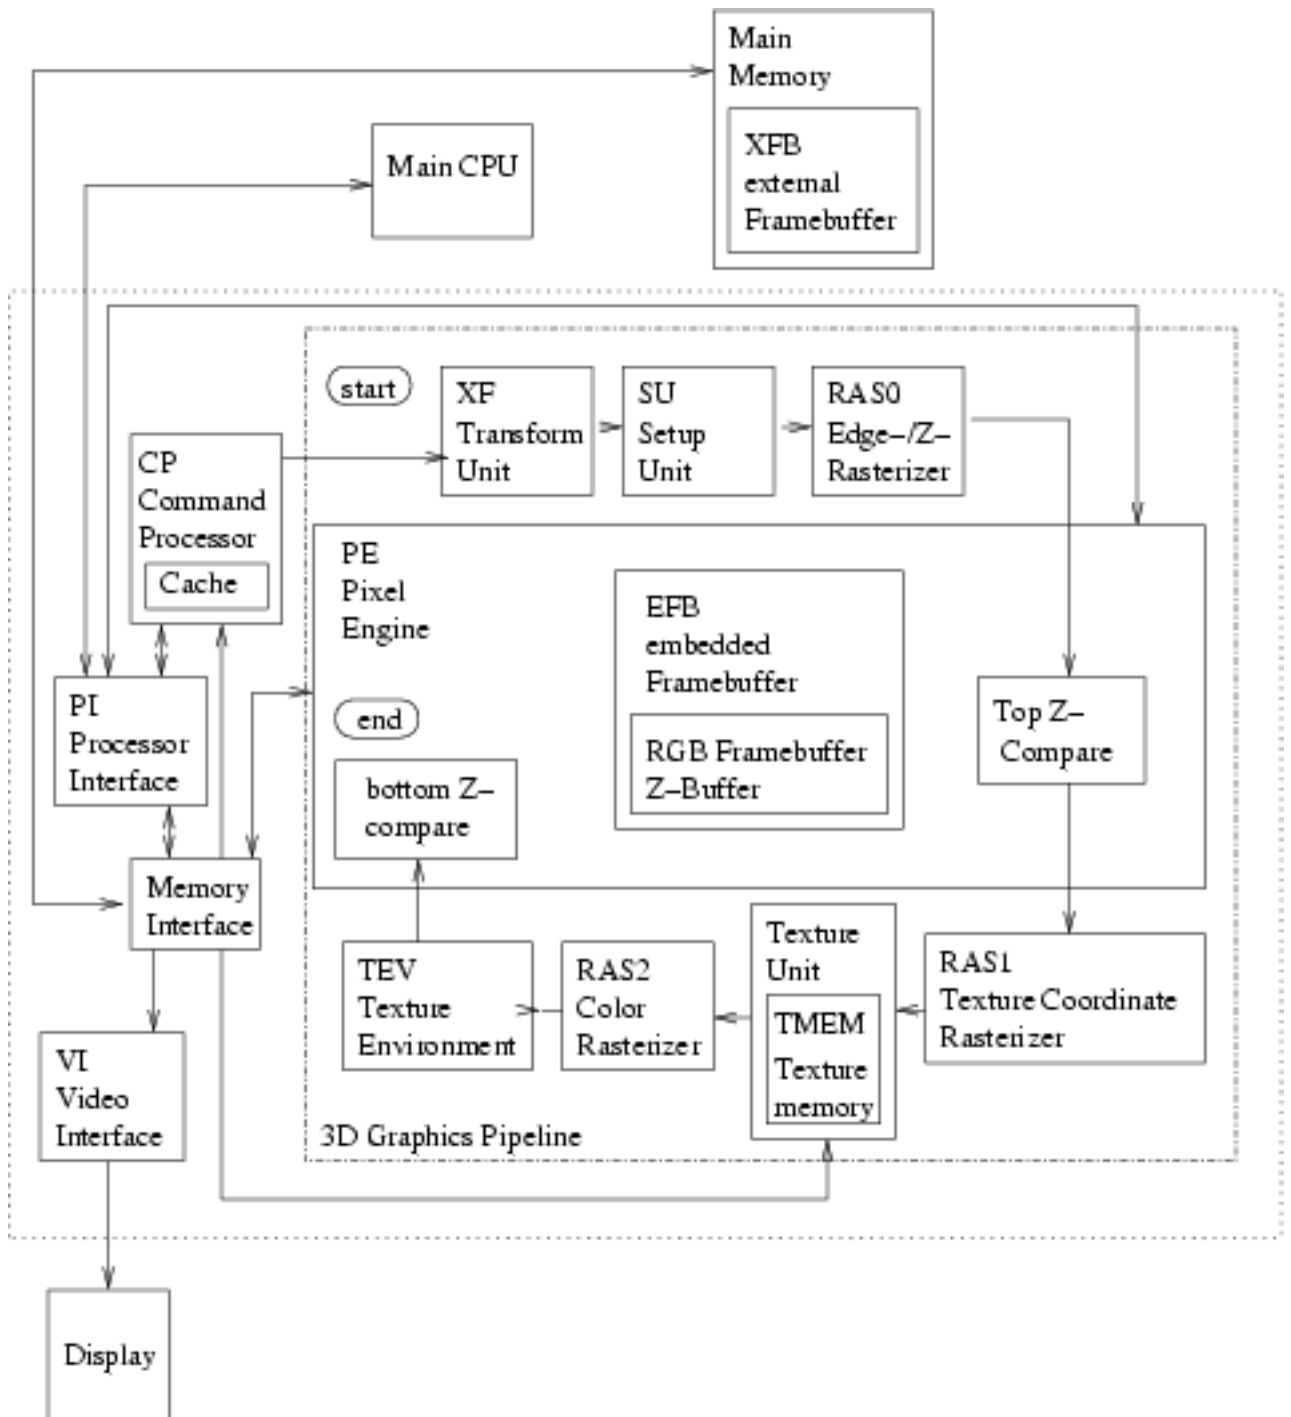 Main
Memory
XFB
external
Framebuffer
Main CPU
start
XF
Transform
Unit
SU
Setup
Unit
RAS0
Edge-/Z-
Rasterizer
CP
Command
Processor
Cache
PE
Pixel
Engine
EFB
embedded
Framebuffer
RGB Framebuffer
Z-Buffer
Top Z-
Compare
PI
Processor
Interface
end
bottom Z-
compare
Memory
Interface
TEV
Texture
Environment
RAS2
Color
Rasterizer
Texture
Unit
TMEM
Texture
memory
RAS1
Texture Coordinate
Rasterizer
VI
Video
Interface
3D Graphics Pipeline
Display